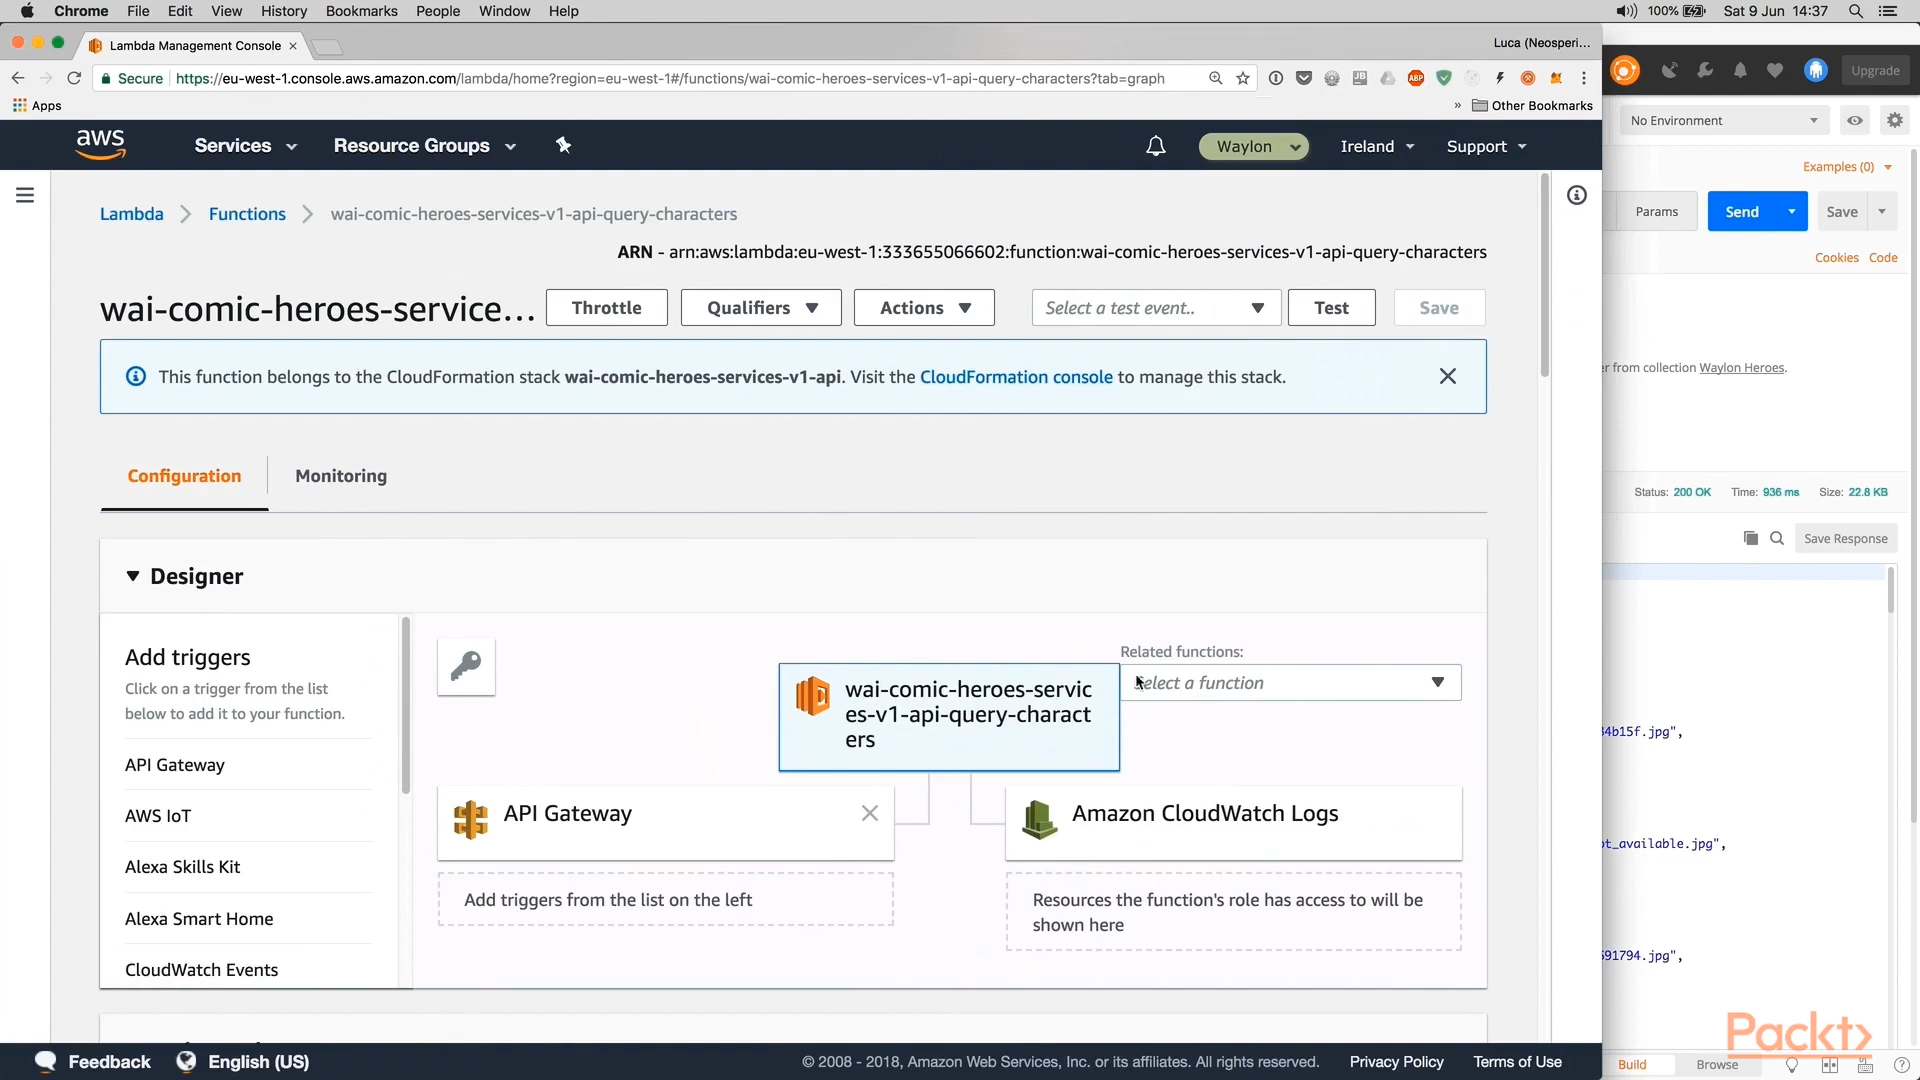 Chrome File Edit View History Bookmarks People Window Help
100% Sat 9 Jun 14:37
Lambda Management Console
Luca (Neosperi...
Secure https://eu-west-1.console.aws.amazon.com/lambda/home?region=eu-west-1#/functions/wai-comic-heroes-services-v1-api-query-characters?tab=graph
Apps
» Other Bookmarks
aws Services Resource Groups Waylon Ireland Support
Lambda Functions wai-comic-heroes-services-v1-api-query-characters
ARN - arn:aws:lambda:eu-west-1:333655066602:function:wai-comic-heroes-services-v1-api-query-characters
wai-comic-heroes-service... Throttle Qualifiers Actions Select a test event.. Test Save
This function belongs to the CloudFormation stack wai-comic-heroes-services-v1-api. Visit the CloudFormation console to manage this stack.
Configuration Monitoring
Designer
Add triggers
Click on a trigger from the list
below to add it to your function.
API Gateway
AWS IoT
Alexa Skills Kit
Alexa Smart Home
CloudWatch Events
wai-comic-heroes-servic
es-v1-api-query-charact
ers
Related functions:
Select a function
API Gateway
Add triggers from the list on the left
Amazon CloudWatch Logs
Resources the function's role has access to will be
shown here
Feedback English (US)
© 2008 - 2018, Amazon Web Services, Inc. or its affiliates. All rights reserved. Privacy Policy Terms of Use
Upgrade
No Environment
Examples (0)
Params Send Save
Cookies Code
er from collection Waylon Heroes.
Status: 200 OK Time: 936 ms Size: 22.8 KB
Save Response
34b15f.jpg",
ot_available.jpg",
591794.jpg",
Packt>
Build Browse